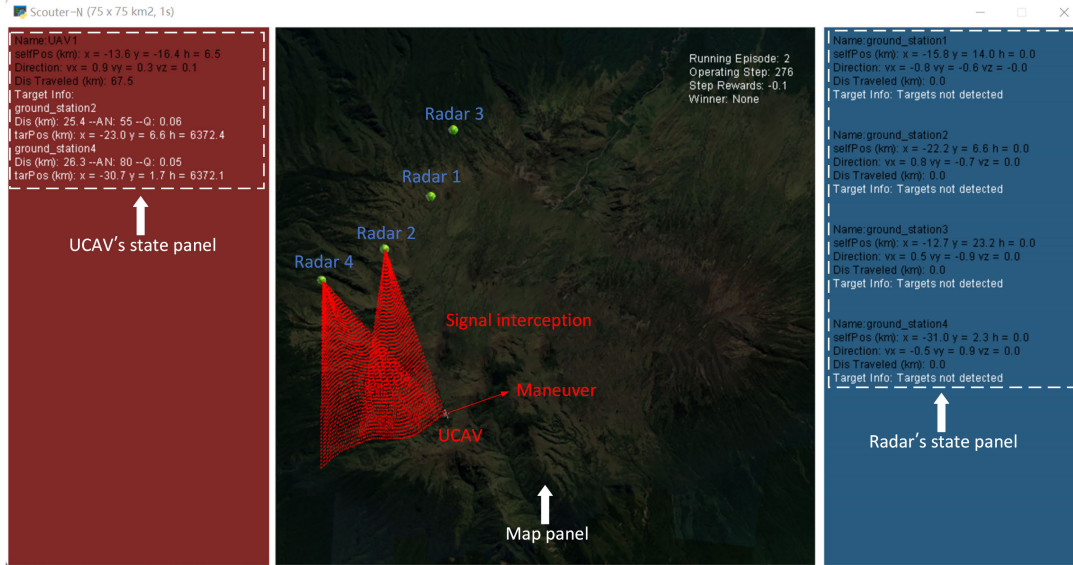 Scouter-N (75 x 75 km2, 1s)
Name:UAV1
selfPos (km): x = -13.6 y = -16.4 h = 6.5
Direction: vx = 0.9 vy = 0.3 vz = 0.1
Dis Traveled (km): 67.5
Target Info:
ground_station2
Dis (km): 25.4 --AN: 55 --Q: 0.06
tarPos (km): x = -23.0 y = 6.6 h = 6372.4
ground_station4
Dis (km): 26.3 --AN: 80 --Q: 0.05
tarPos (km): x = -30.7 y = 1.7 h = 6372.1
UCAV's state panel
Running Episode: 2
Operating Step: 276
Step Rewards: -0.1
Winner: None
Radar 3
Radar 1
Radar 2
Radar 4
Signal interception
Maneuver
UCAV
Map panel
Name:ground_station1
selfPos (km): x = -15.8 y = 14.0 h = 0.0
Direction: vx = -0.8 vy = -0.6 vz = -0.0
Dis Traveled (km): 0.0
Target Info: Targets not detected
Name:ground_station2
selfPos (km): x = -22.2 y = 6.6 h = 0.0
Direction: vx = 0.8 vy = -0.7 vz = 0.0
Dis Traveled (km): 0.0
Target Info: Targets not detected
Name:ground_station3
selfPos (km): x = -12.7 y = 23.2 h = 0.0
Direction: vx = 0.5 vy = -0.9 vz = 0.0
Dis Traveled (km): 0.0
Target Info: Targets not detected
Name:ground_station4
selfPos (km): x = -31.0 y = 2.3 h = 0.0
Direction: vx = -0.5 vy = 0.9 vz = 0.0
Dis Traveled (km): 0.0
Target Info: Targets not detected
Radar's state panel